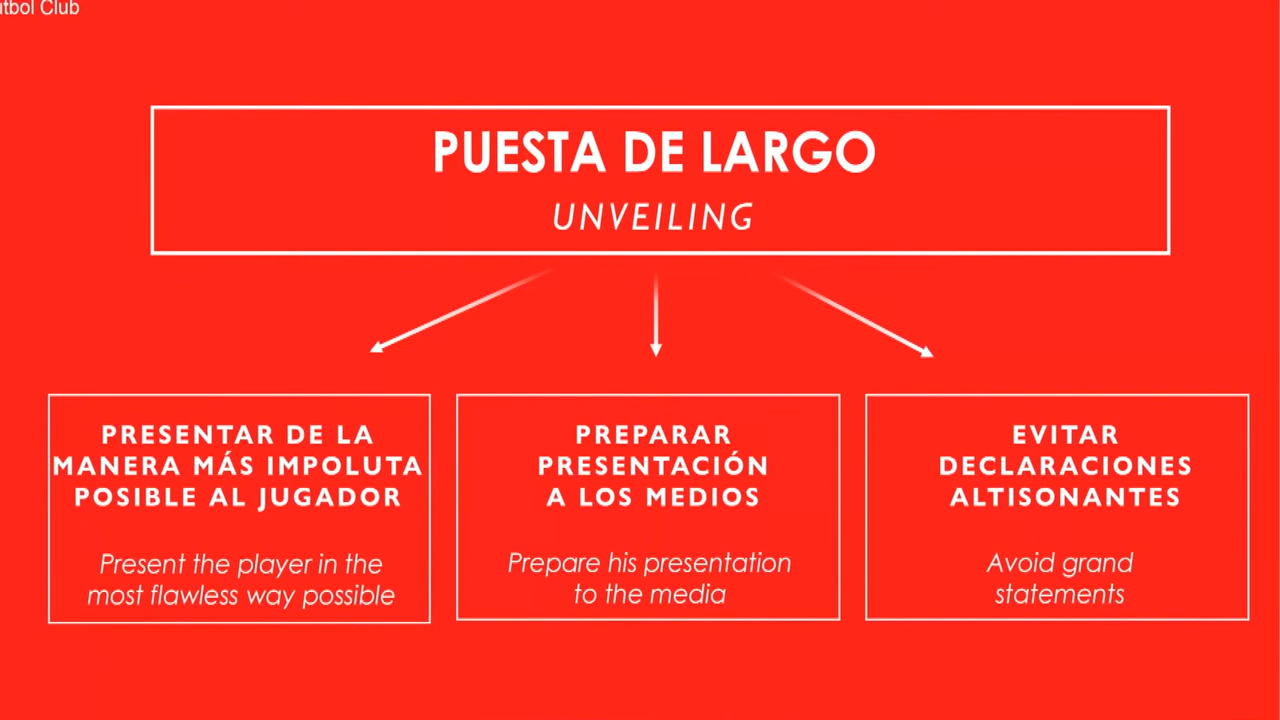 Club
PUESTA DE LARGO
UNVEILING
PRESENTAR DE LA
MANERA MÁS IMPOLUTA
POSIBLE AL JUGADOR
Present the player in the
most flawless way possible
PREPARAR
PRESENTACIÓN
A LOS MEDIOS
Prepare his presentation
to the media
EVITAR
DECLARACIONES
ALTISONANTES
Avoid grand
statements